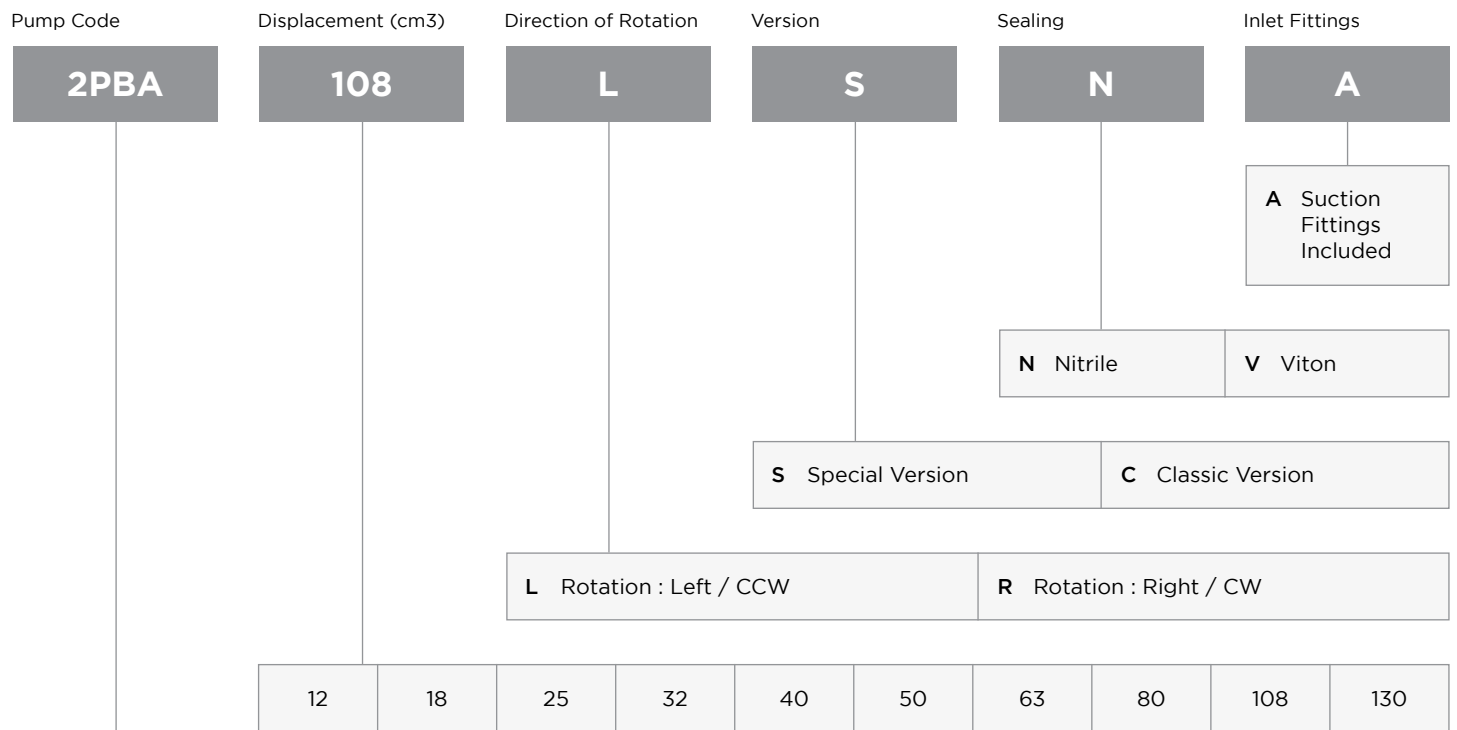 Pump Code Displacement (cm3) Direction of Rotation Version Sealing Inlet Fittings
2PBA 108 L S N A
A Suction
Fittings
Included
N Nitrile V Viton
S Special Version C Classic Version
L Rotation : Left / CCW R Rotation : Right / CW
12 18 25 32 40 50 63 80 108 130